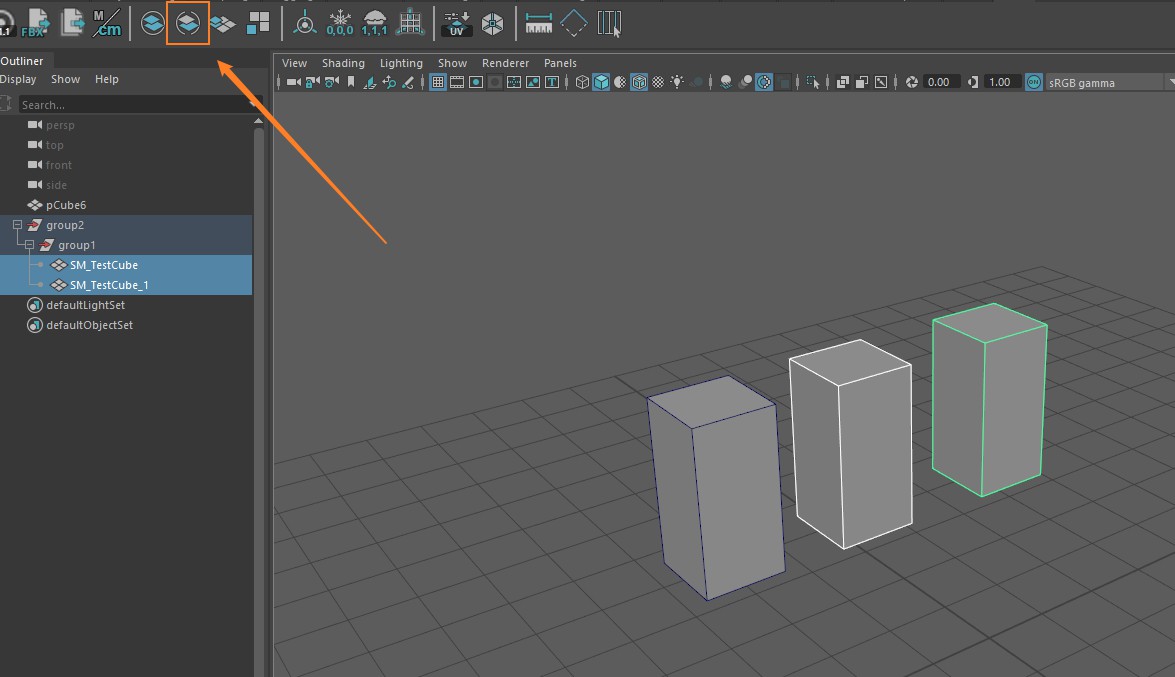 1.1 FBX M/cm 0,0,0 1,1,1 UV
Outliner
Display Show Help
Search...
persp
top
front
side
pCube6
group2
group1
SM_TestCube
SM_TestCube_1
defaultLightSet
defaultObjectSet
View Shading Lighting Show Renderer Panels
0.00 1.00 ON sRGB gamma